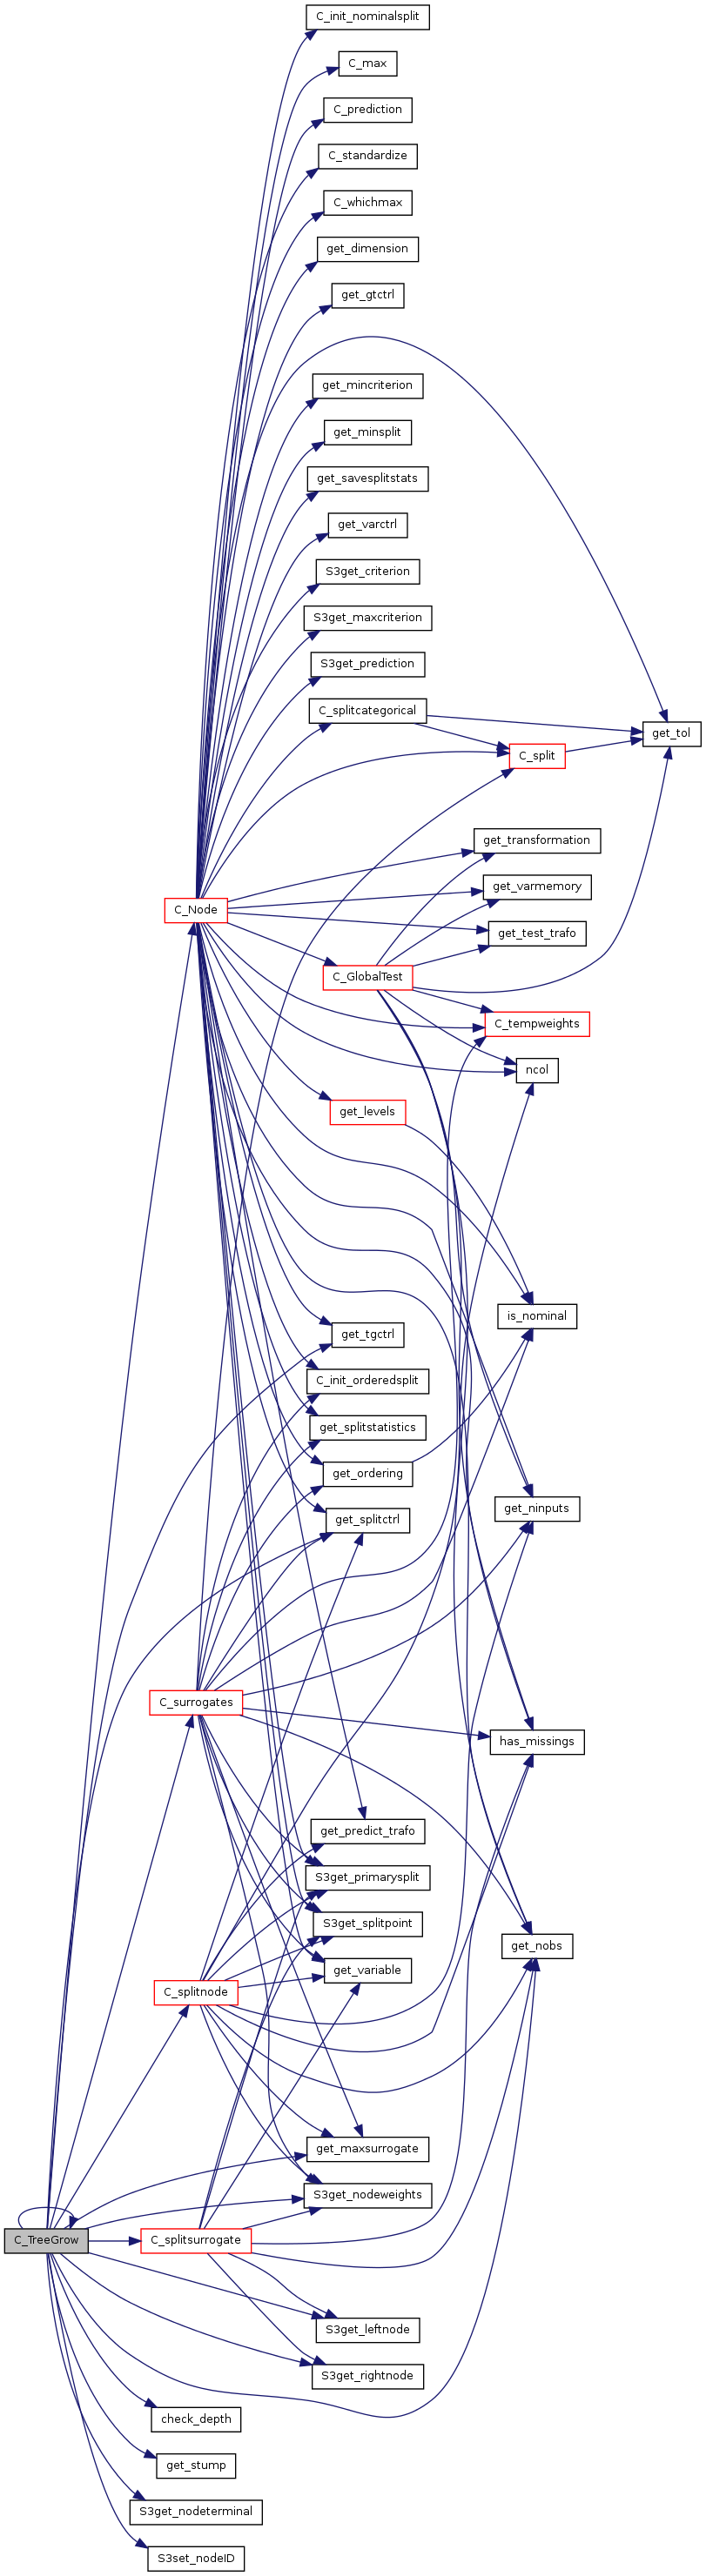 C_init_nominalsplit
C_max
C_prediction
C_standardize
C_whichmax
get_dimension
get_gtctrl
get_mincriterion
get_minsplit
get_savesplitstats
get_varctrl
S3get_criterion
S3get_maxcriterion
S3get_prediction
C_splitcategorical
get_tol
C_split
get_transformation
get_varmemory
C_Node
get_test_trafo
C_GlobalTest
C_tempweights
ncol
get_levels
is_nominal
get_tgctrl
C_init_orderedsplit
get_splitstatistics
get_ordering
get_ninputs
get_splitctrl
C_surrogates
has_missings
get_predict_trafo
S3get_primarysplit
S3get_splitpoint
get_nobs
get_variable
C_splitnode
get_maxsurrogate
S3get_nodeweights
C_TreeGrow
C_splitsurrogate
S3get_leftnode
S3get_rightnode
check_depth
get_stump
S3get_nodeterminal
S3set_nodeID